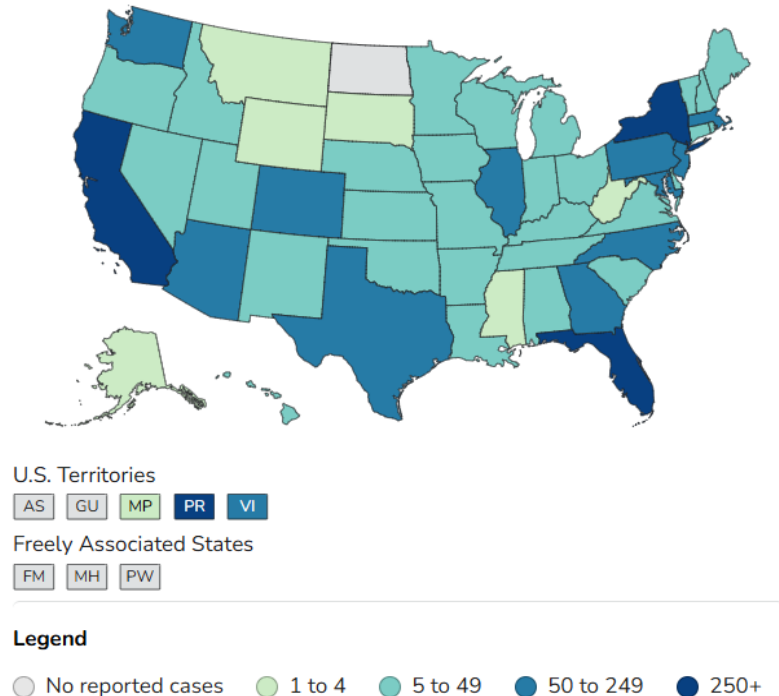 U.S. Territories
AS GU MP PR VI
Freely Associated States
FM MH PW
Legend
No reported cases 1 to 4 5 to 49 50 to 249 250+